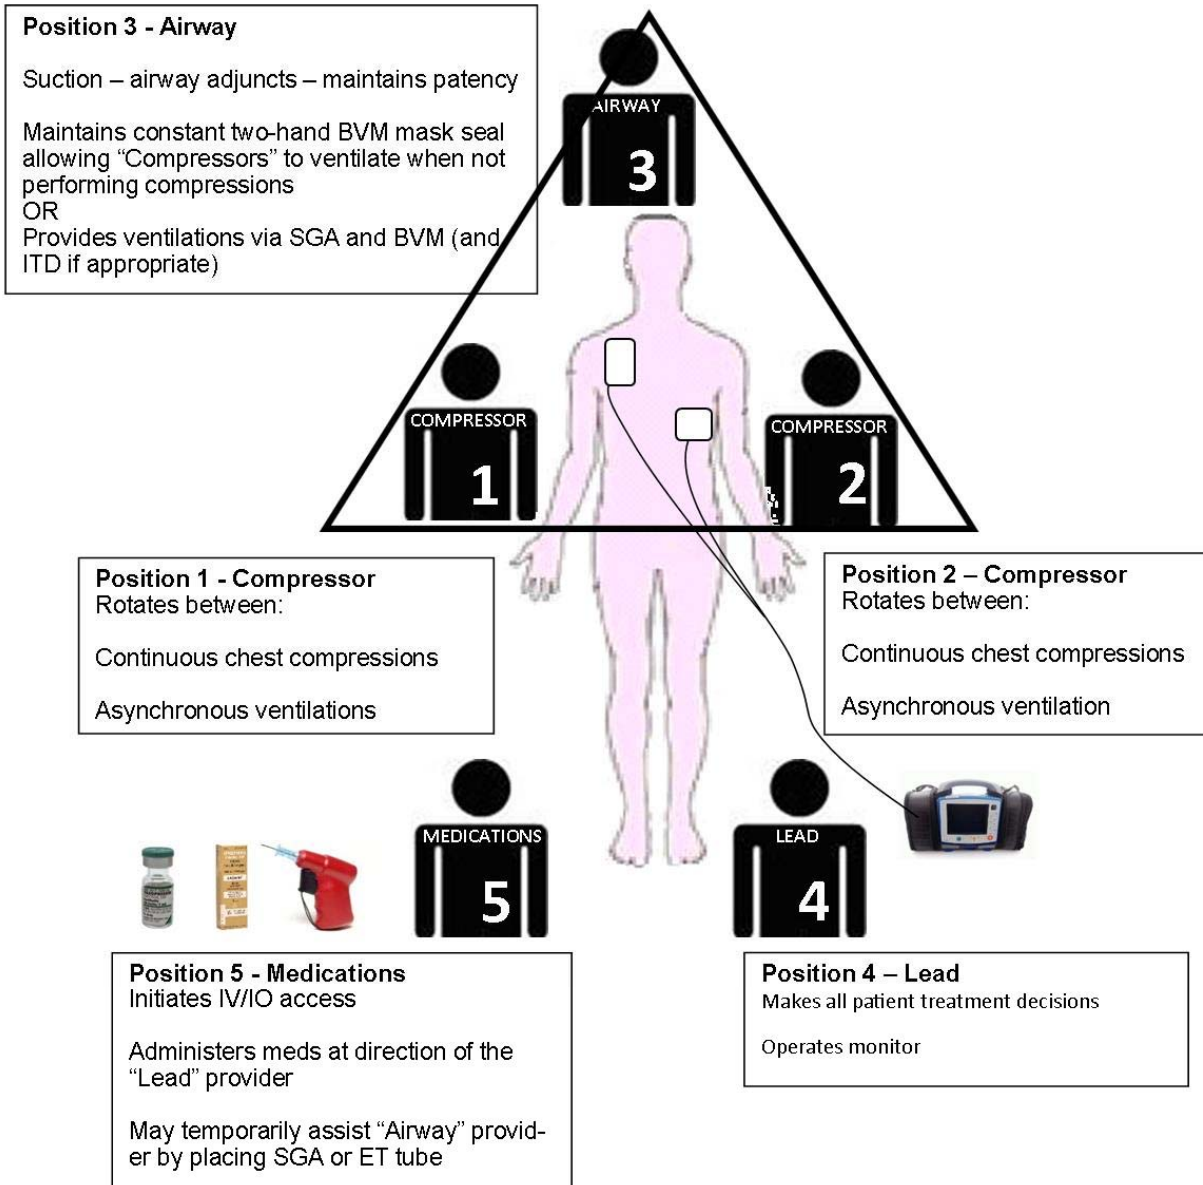 Position 3 - Airway
Suction – airway adjuncts – maintains patency
Maintains constant two-hand BVM mask seal
allowing “Compressors” to ventilate when not
performing compressions
OR
Provides ventilations via SGA and BVM (and
ITD if appropriate)
AIRWAY
3
COMPRESSOR
1
COMPRESSOR
2
Position 1 - Compressor
Rotates between:
Continuous chest compressions
Asynchronous ventilations
Position 2 – Compressor
Rotates between:
Continuous chest compressions
Asynchronous ventilation
MEDICATIONS
5
LEAD
4
Position 5 - Medications
Initiates IV/IO access
Administers meds at direction of the
“Lead” provider
May temporarily assist “Airway” provid-
er by placing SGA or ET tube
Position 4 – Lead
Makes all patient treatment decisions
Operates monitor